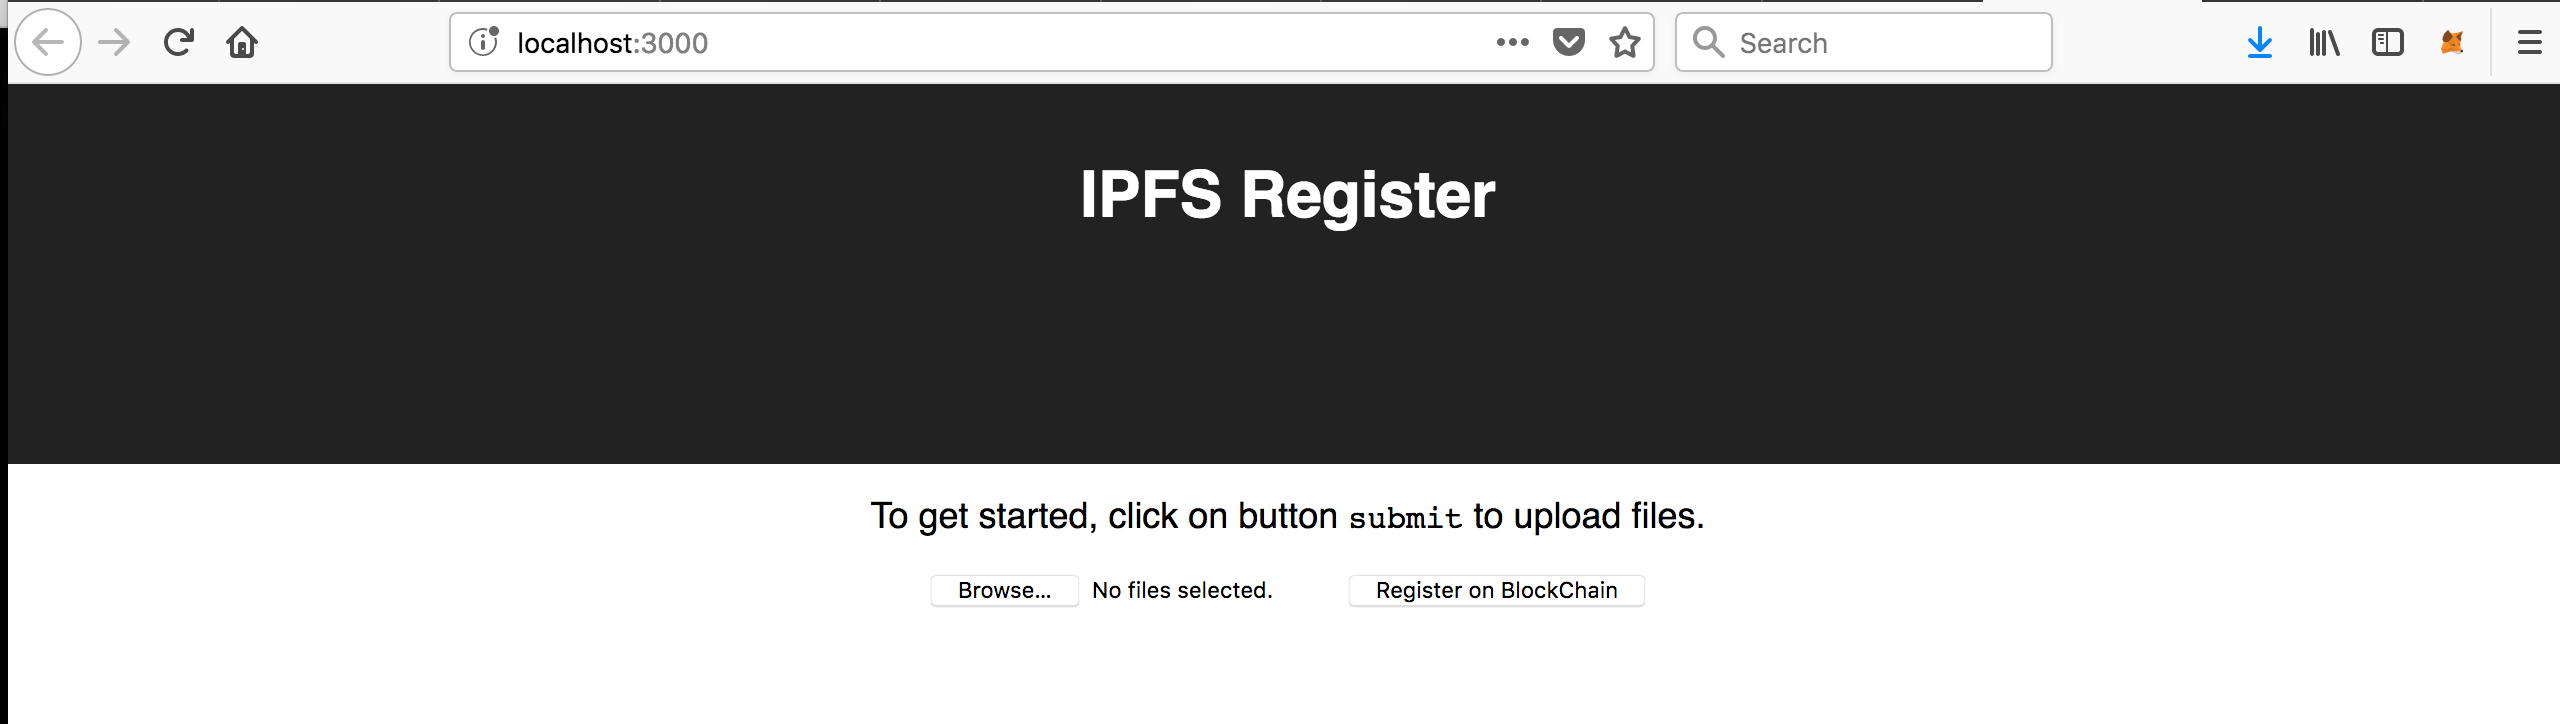 localhost:3000
Search
IPFS Register
To get started, click on button submit to upload files.
Browse... No files selected. Register on BlockChain